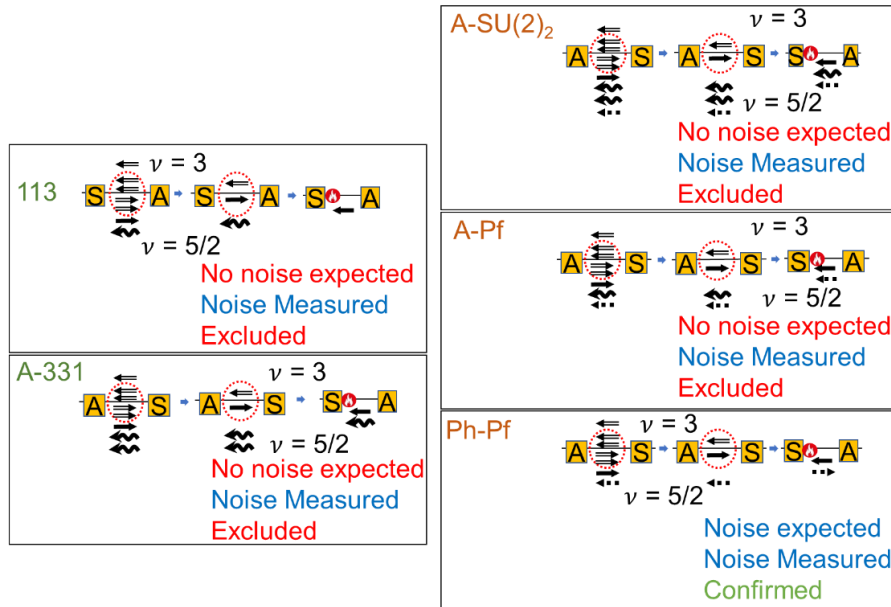 113
ν = 3
S A S A S A
ν = 5/2
No noise expected
Noise Measured
Excluded
A-331
ν = 3
A S A S S A
ν = 5/2
No noise expected
Noise Measured
Excluded
A-SU(2)₂
ν = 3
A S A S S A
ν = 5/2
No noise expected
Noise Measured
Excluded
A-Pf
ν = 3
A S A S S A
ν = 5/2
No noise expected
Noise Measured
Excluded
Ph-Pf
ν = 3
A S A S S A
ν = 5/2
Noise expected
Noise Measured
Confirmed